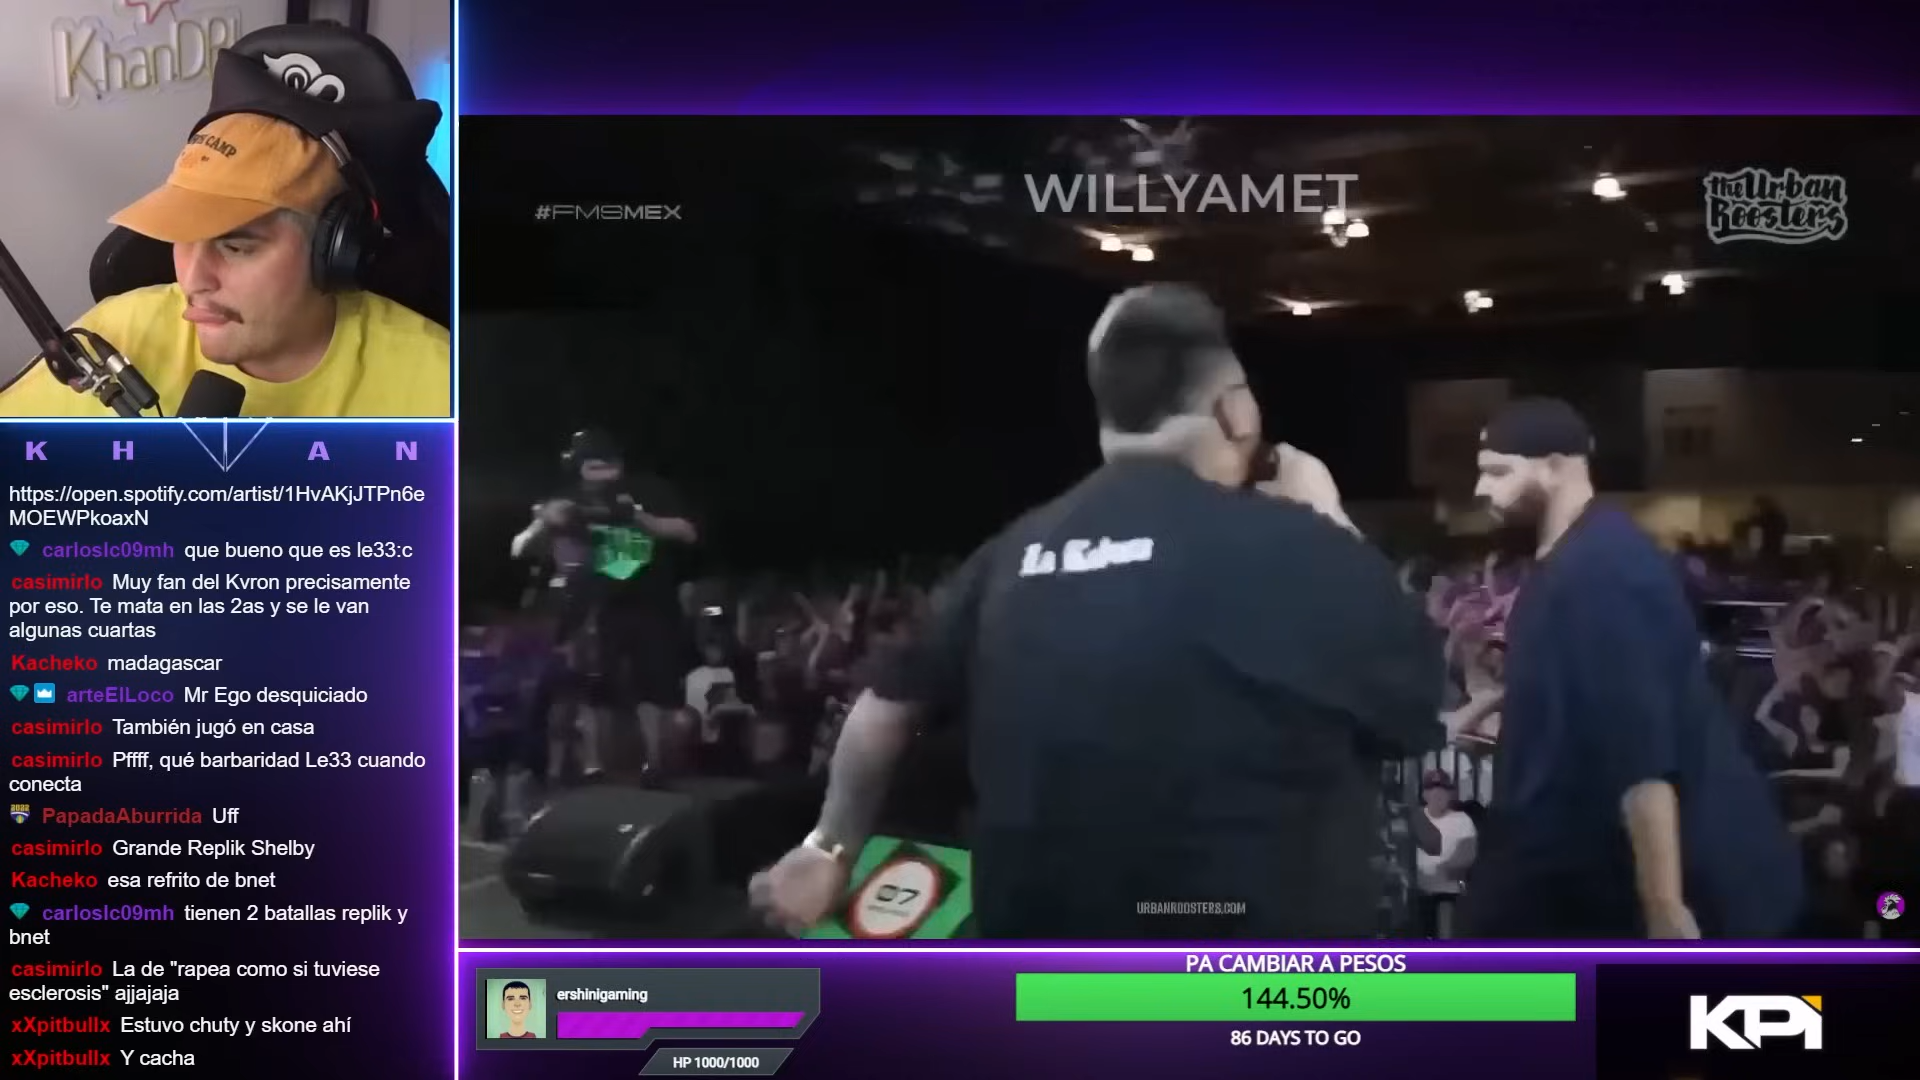 KhanDBL
CAMP
K H A N
https://open.spotify.com/artist/1HvAKjJTPn6e
MOEWPkoaxN
carloslc09mh que bueno que es le33:c
casimirlo Muy fan del Kvron precisamente
por eso. Te mata en las 2as y se le van
algunas cuartas
Kacheko madagascar
arteElLoco Mr Ego desquiciado
casimirlo También jugó en casa
casimirlo Pffff, qué barbaridad Le33 cuando
conecta
PapadaAburrida Uff
casimirlo Grande Replik Shelby
Kacheko esa refrito de bnet
carloslc09mh tienen 2 batallas replik y
bnet
casimirlo La de "rapea como si tuviese
esclerosis" ajjajaja
xXpitbullx Estuvo chuty y skone ahí
xXpitbullx Y cacha
#FMSMEX
WILLYAMET
the Urban
Roosters
07
URBANROOSTERS.COM
ershinigaming
HP 1000/1000
PA CAMBIAR A PESOS
144.50%
86 DAYS TO GO
KPI